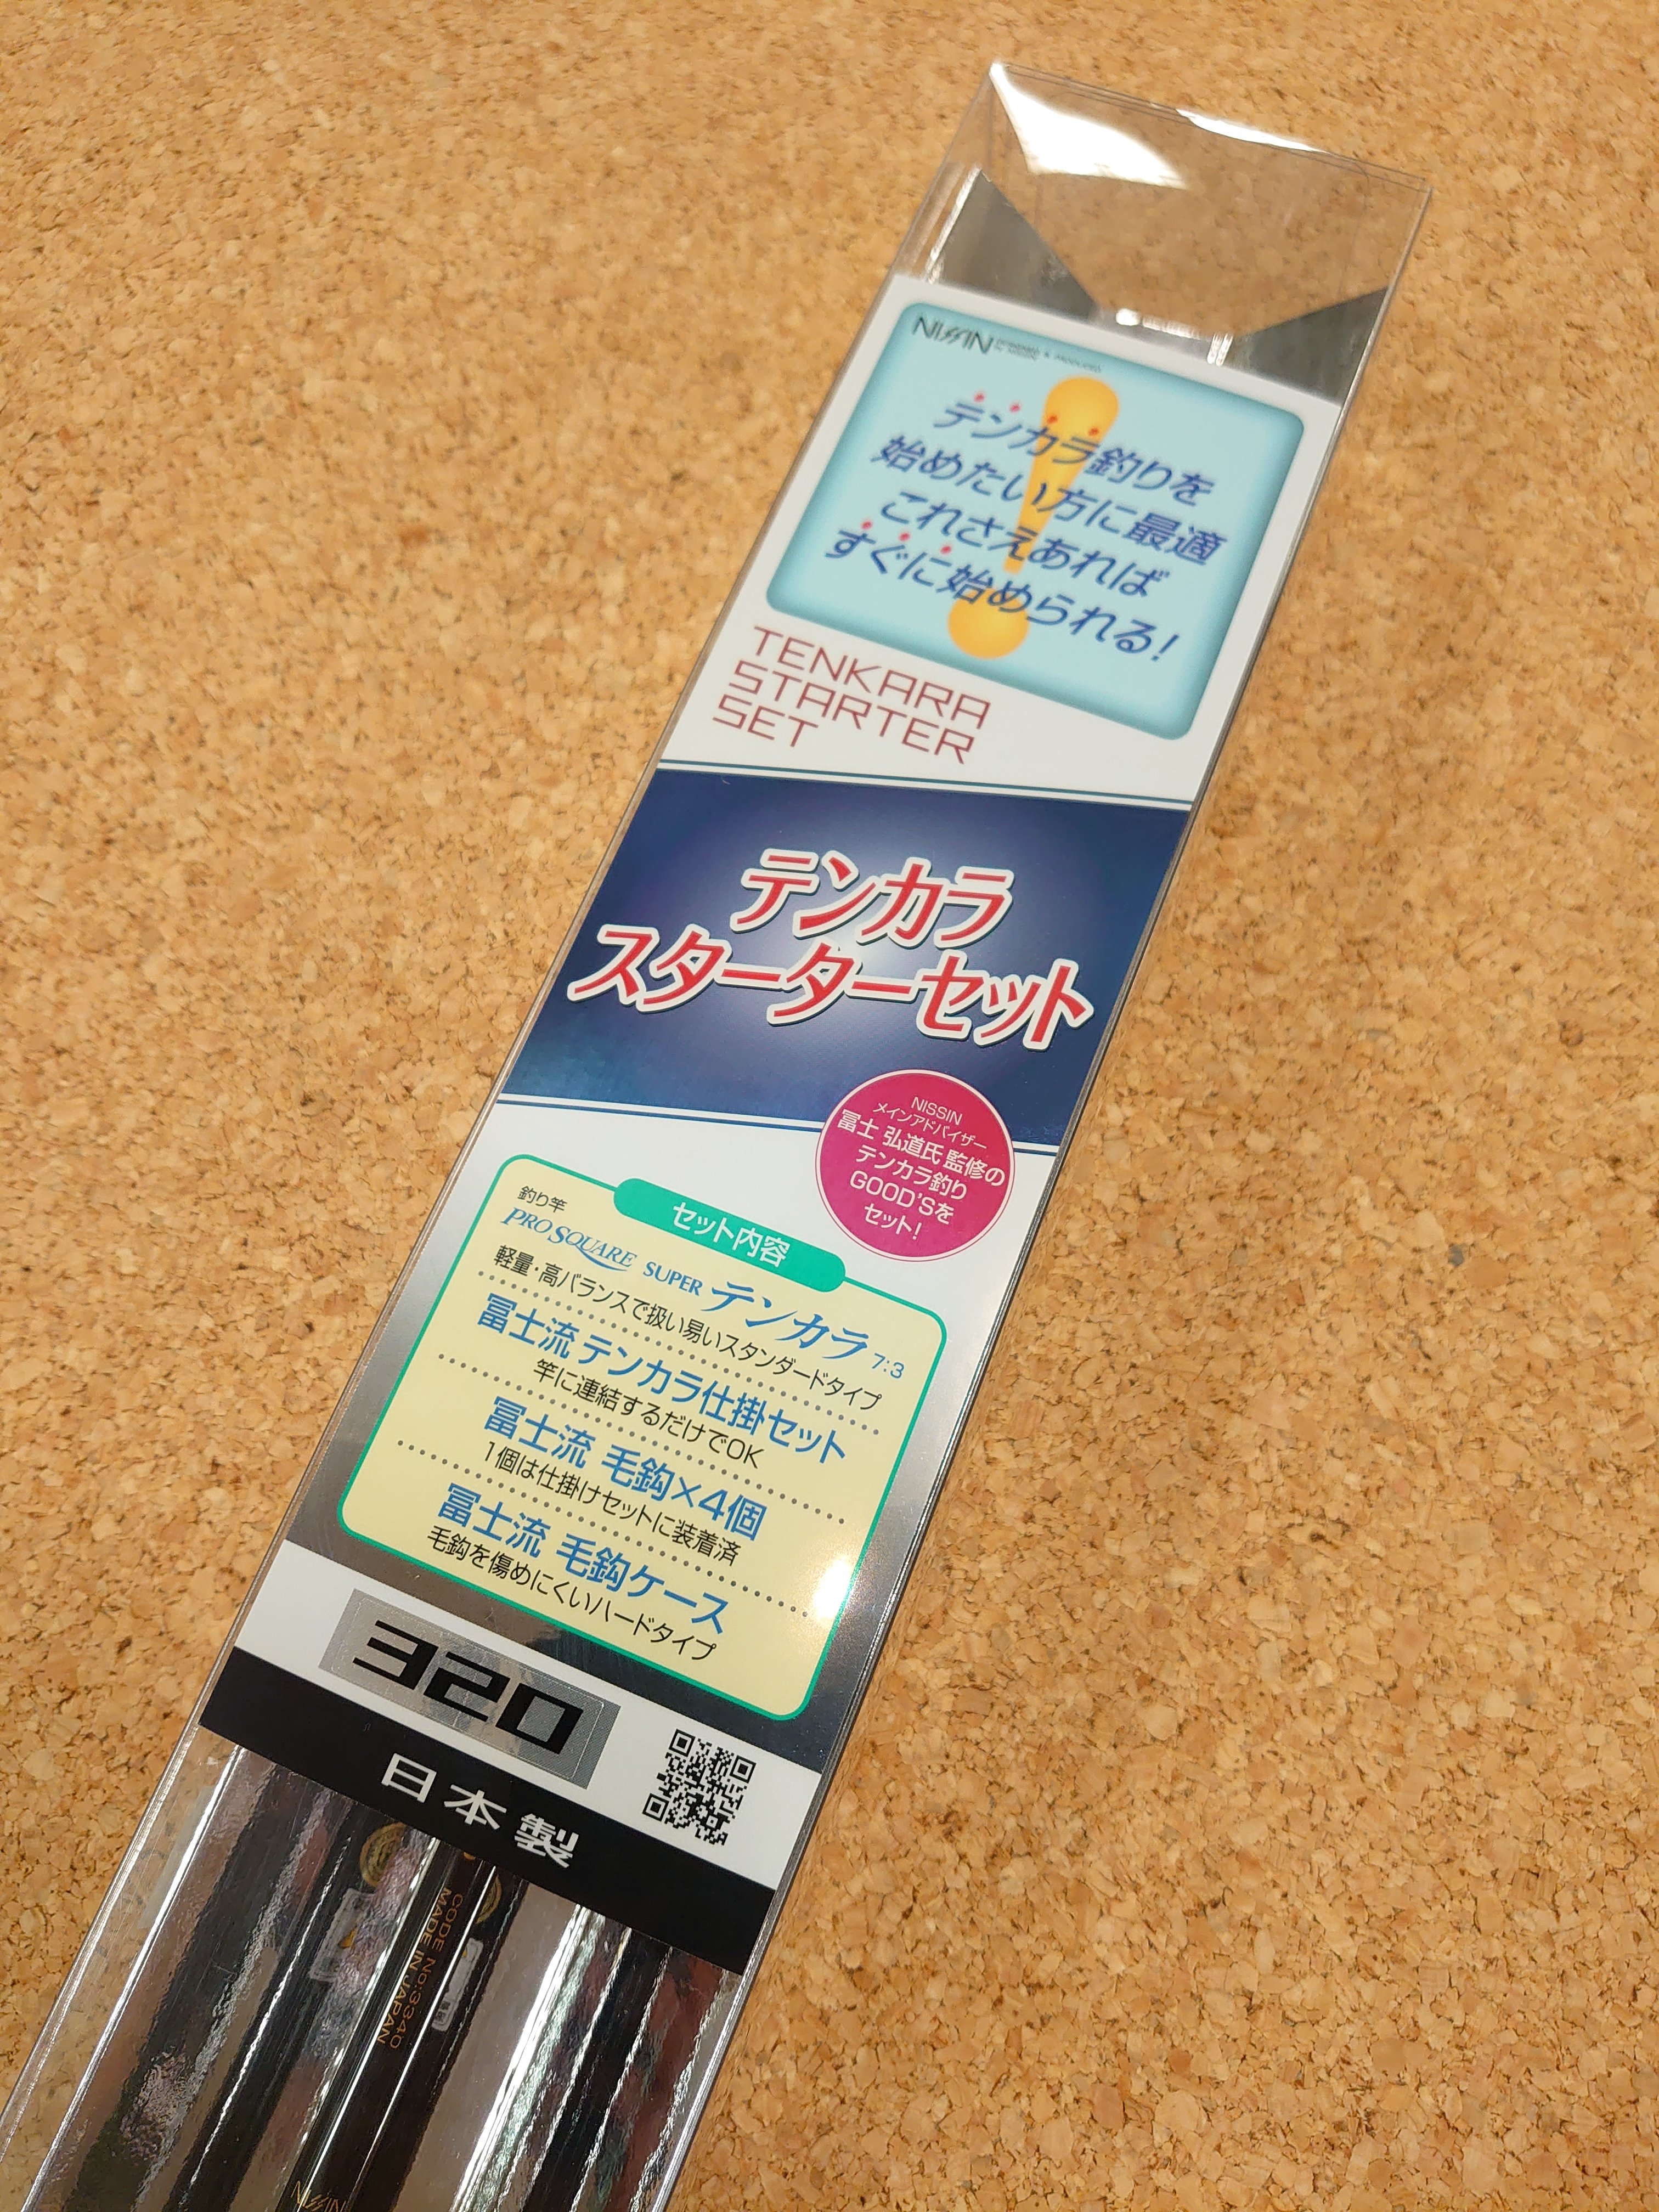 NISSIN
テンカラ釣りを
始めたい方に最適
これさえあれば
すぐに始められる!
TENKARA
STARTER
SET
テンカラ
スターターセット
NISSIN
メインアドバイザー
冨士 弘道氏 監修の
テンカラ釣り
GOOD'Sを
セット!
セット内容
釣り竿
PRO SQUARE SUPER テンカラ 7:3
軽量・高バランスで扱い易いスタンダードタイプ
冨士流 テンカラ仕掛セット
竿に連結するだけでOK
冨士流 毛鈎×4個
1個は仕掛けセットに装着済
冨士流 毛鈎ケース
毛鈎を傷めにくいハードタイプ
320
日本製
CODE No:3340
MADE IN JAPAN
NISSIN